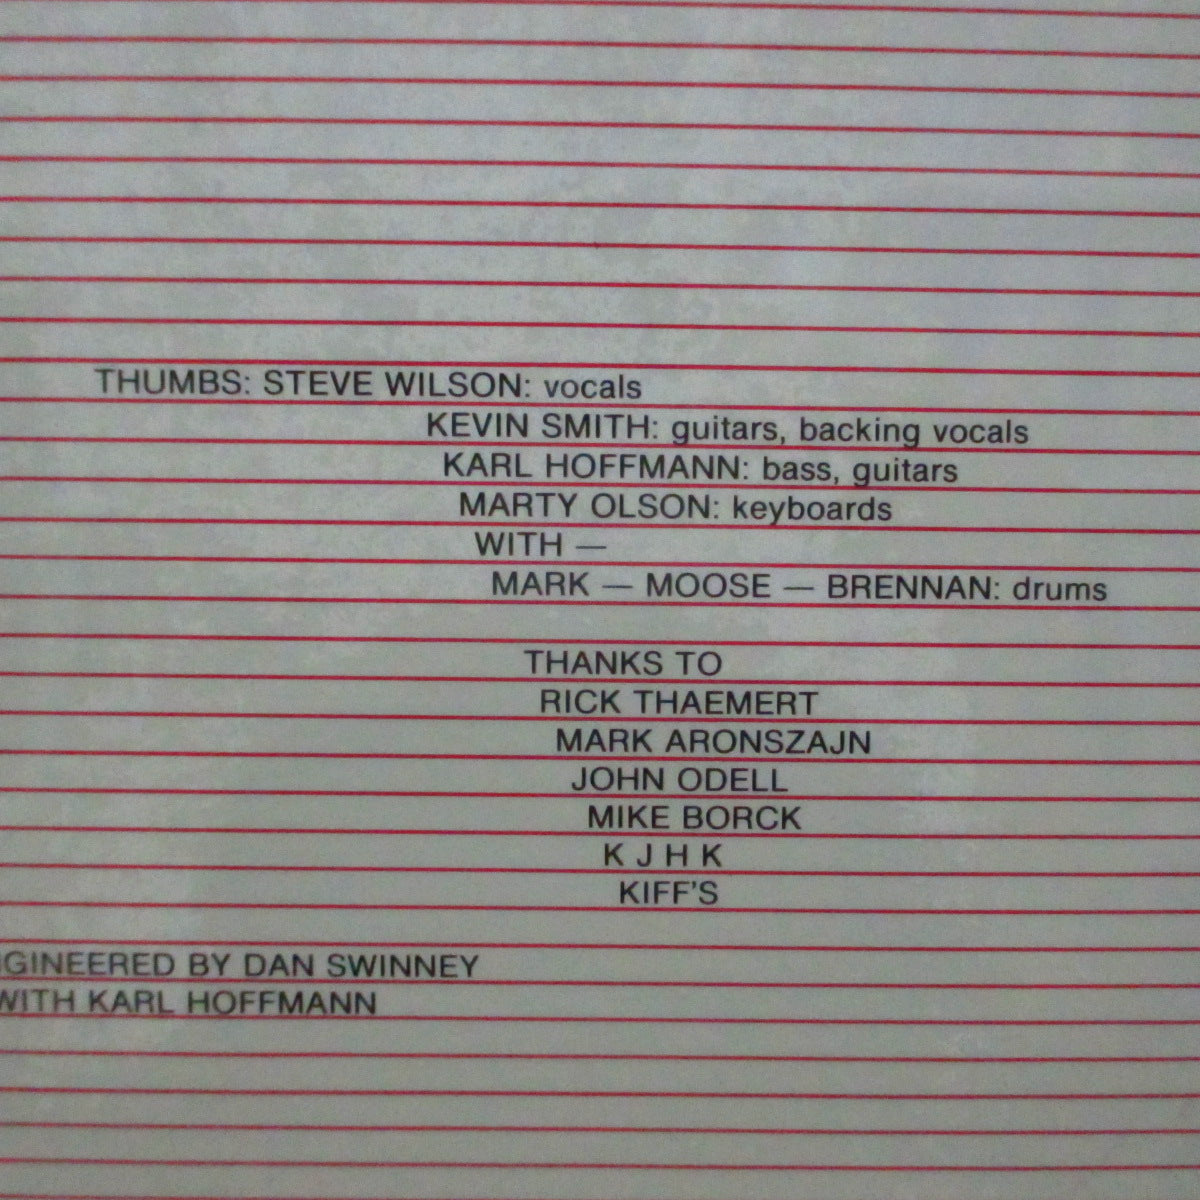 THUMBS: STEVE WILSON: vocals
KEVIN SMITH: guitars, backing vocals
KARL HOFFMANN: bass, guitars
MARTY OLSON: keyboards
WITH —
MARK — MOOSE — BRENNAN: drums
THANKS TO
RICK THAEMERT
MARK ARONSZAJN
JOHN ODELL
MIKE BORCK
K J H K
KIFF'S
GINEERED BY DAN SWINNEY
WITH KARL HOFFMANN